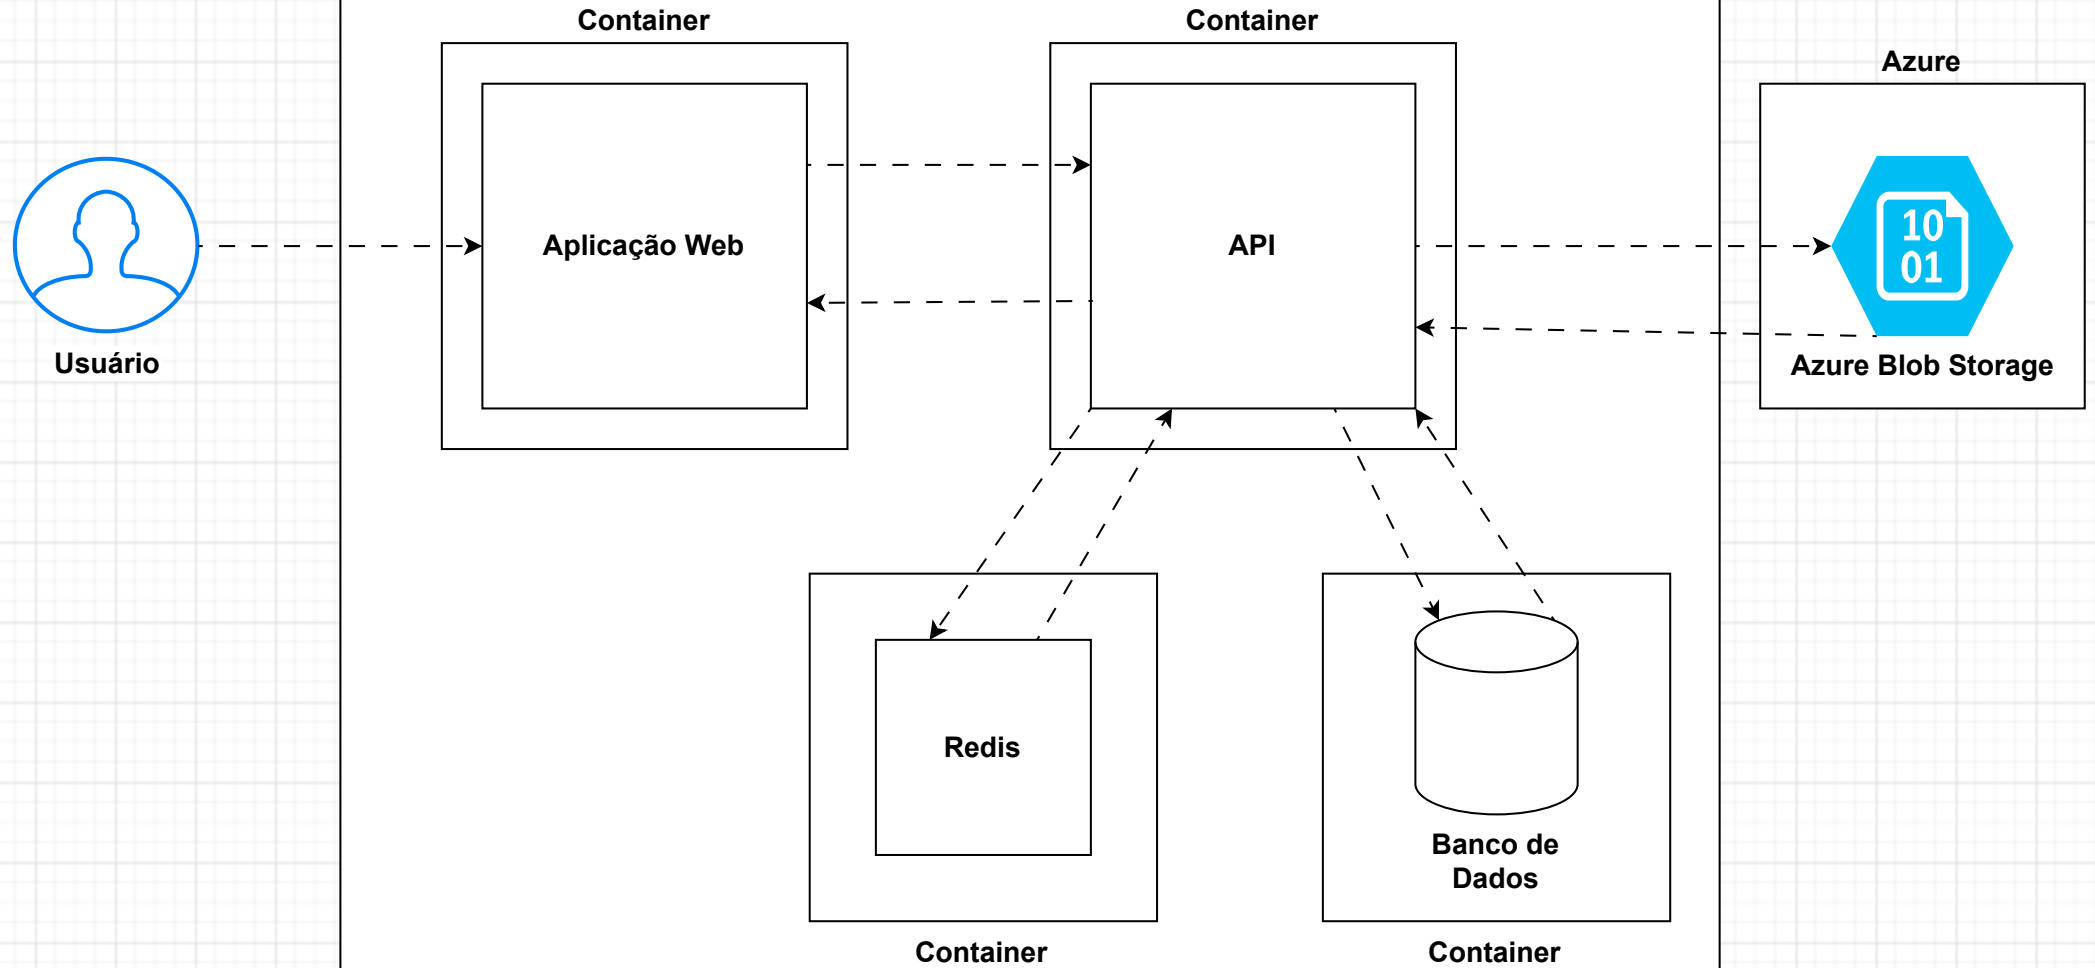 Container
Container
Azure
Aplicação Web
API
10
01
Usuário
Azure Blob Storage
Redis
Banco de
Dados
Container
Container